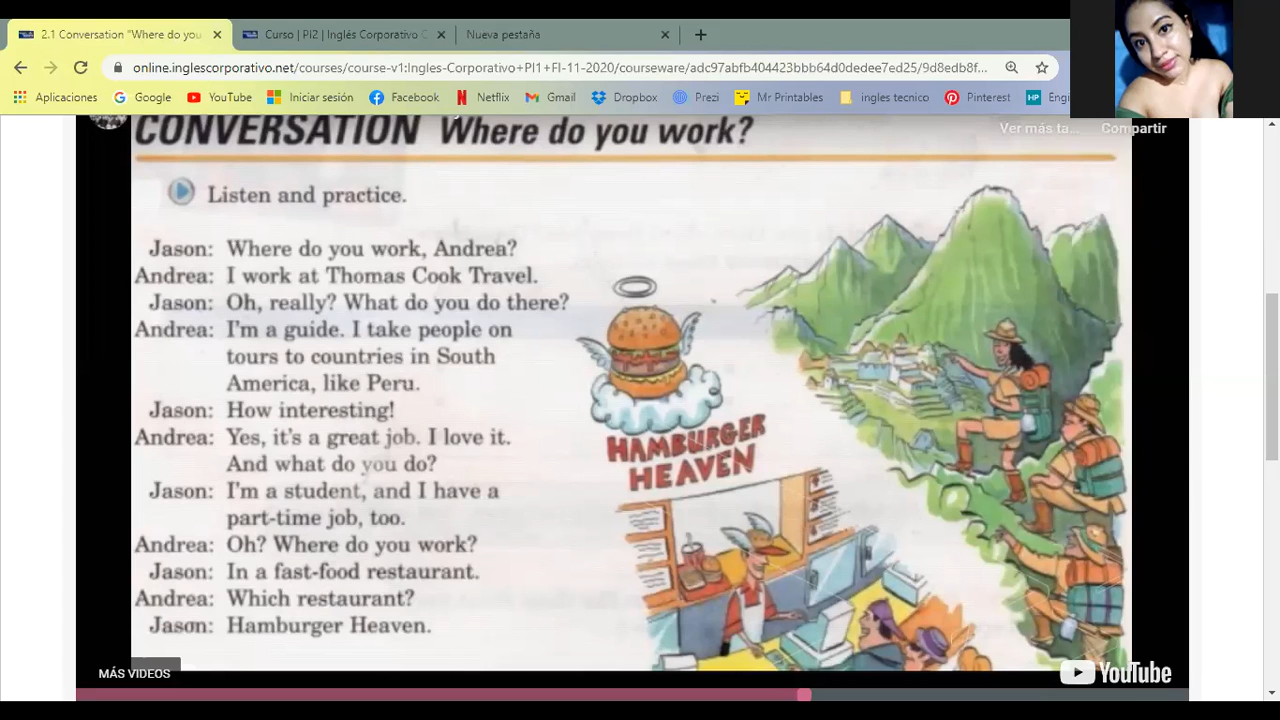 2.1 Conversation "Where do you
Curso | PI2 | Inglés Corporativo C
Nueva pestaña
online.inglescorporativo.net/courses/course-v1:Ingles-Corporativo+PI1+FI-11-2020/courseware/adc97abfb404423bbb64d0dedee7ed25/9d8edb8f...
Aplicaciones
Google
YouTube
Iniciar sesión
Facebook
Netflix
Gmail
Dropbox
Prezi
Mr Printables
ingles tecnico
Pinterest
Engi
CONVERSATION Where do you work?
Ver más ta...
Compartir
Listen and practice.
Jason: Where do you work, Andrea?
Andrea: I work at Thomas Cook Travel.
Jason: Oh, really? What do you do there?
Andrea: I'm a guide. I take people on
tours to countries in South
America, like Peru.
Jason: How interesting!
Andrea: Yes, it's a great job. I love it.
And what do you do?
Jason: I'm a student, and I have a
part-time job, too.
Andrea: Oh? Where do you work?
Jason: In a fast-food restaurant.
Andrea: Which restaurant?
Jason: Hamburger Heaven.
HAMBURGER
HEAVEN
MÁS VIDEOS
YouTube